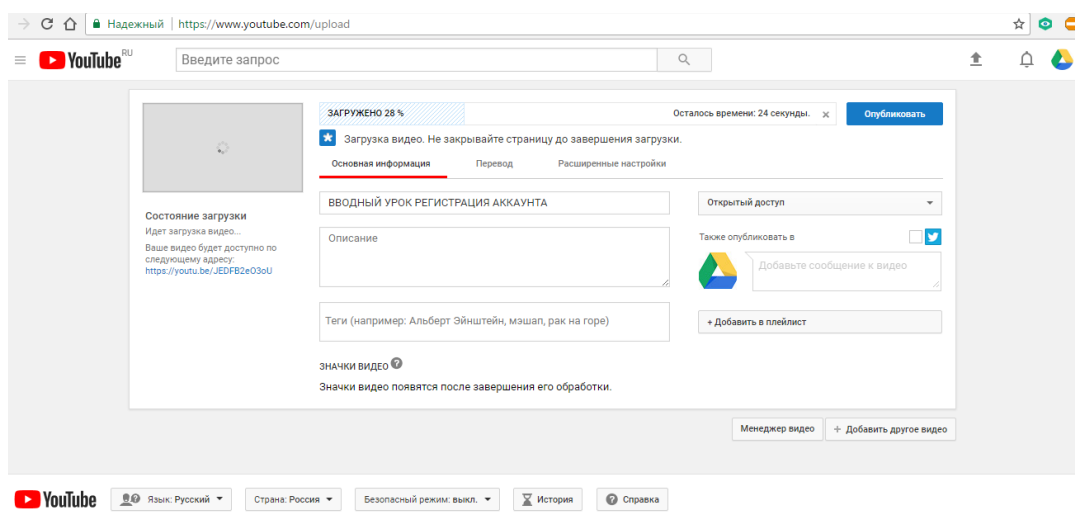 Надежный | https://www.youtube.com/upload
YouTube RU
Введите запрос
ЗАГРУЖЕНО 28 %
Осталось времени: 24 секунды.
Опубликовать
Загрузка видео. Не закрывайте страницу до завершения загрузки.
Основная информация
Перевод
Расширенные настройки
Состояние загрузки
Идет загрузка видео...
Ваше видео будет доступно по
следующему адресу:
https://youtu.be/JEDFB2eO3oU
ВВОДНЫЙ УРОК РЕГИСТРАЦИЯ АККАУНТА
Описание
Теги (например: Альберт Эйнштейн, мэшап, рак на горе)
ЗНАЧКИ ВИДЕО ?
Значки видео появятся после завершения его обработки.
Открытый доступ
Также опубликовать в
Добавьте сообщение к видео
+ Добавить в плейлист
Менеджер видео
+ Добавить другое видео
YouTube
Язык: Русский
Страна: Россия
Безопасный режим: выкл.
История
Справка